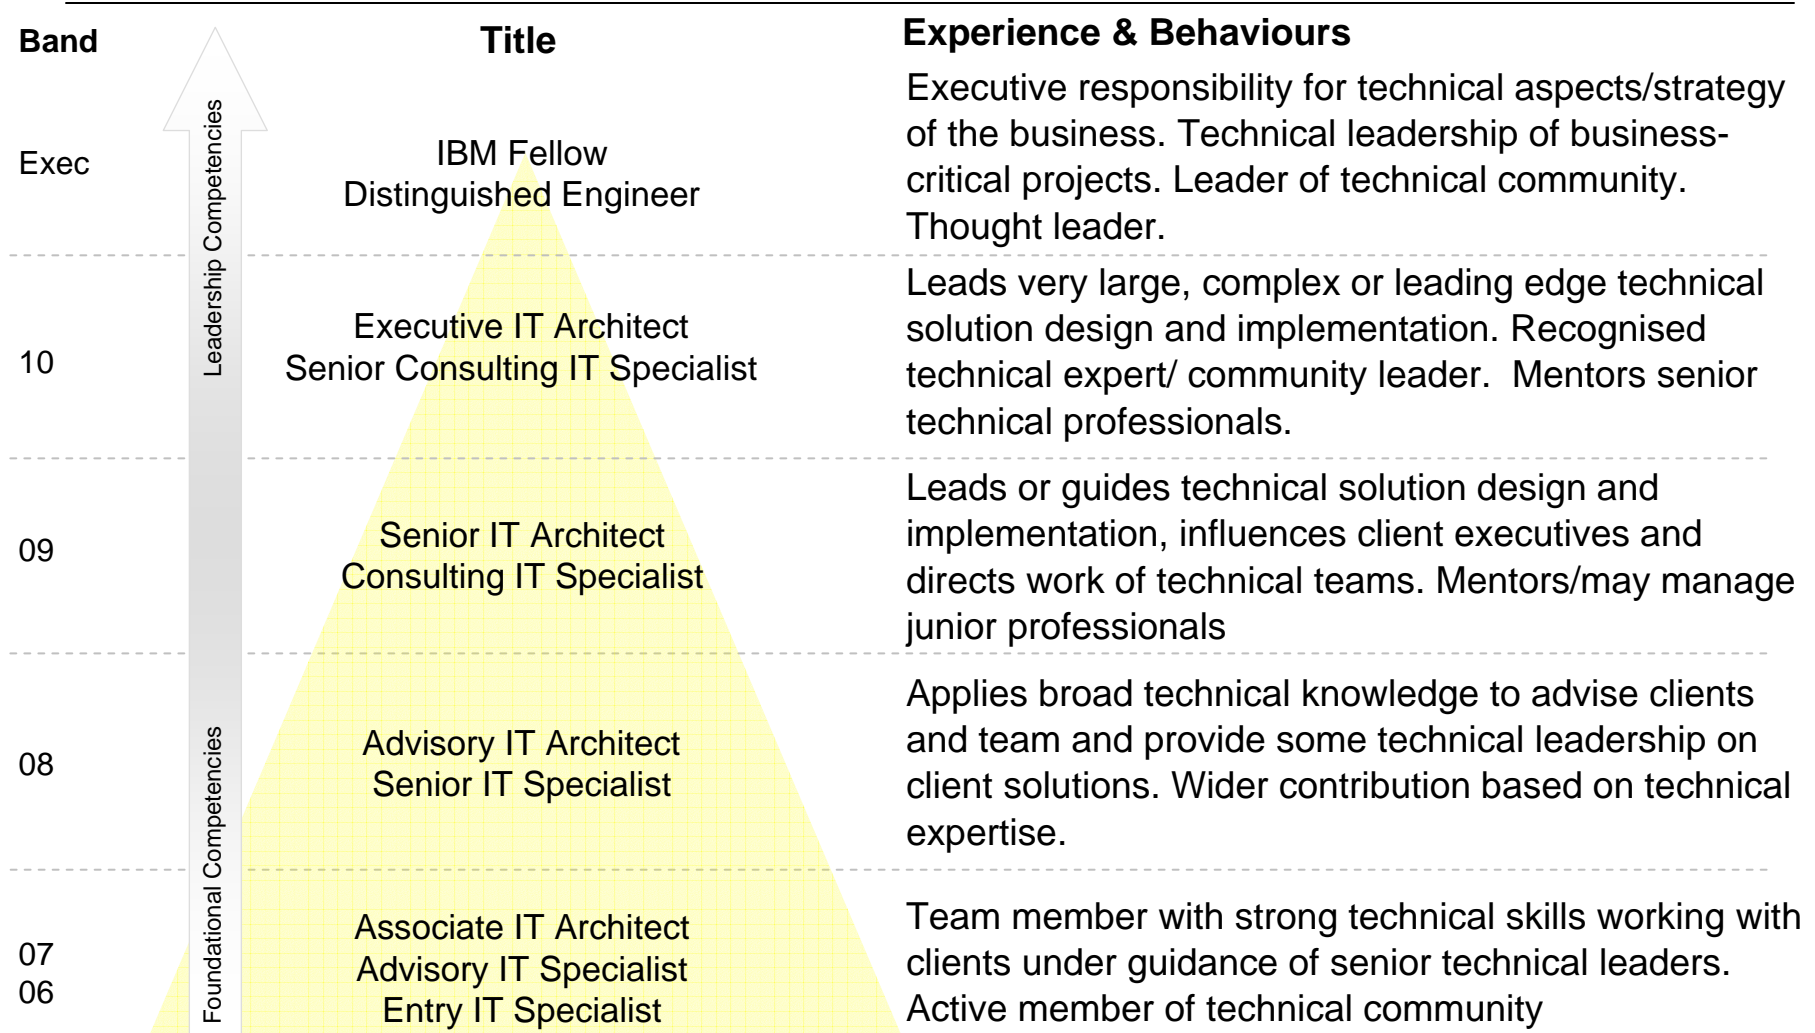 Band
Title
Experience & Behaviours
Leadership Competencies
Foundational Competencies
Exec
IBM Fellow
Distinguished Engineer
Executive responsibility for technical aspects/strategy
of the business. Technical leadership of business-
critical projects. Leader of technical community.
Thought leader.
10
Executive IT Architect
Senior Consulting IT Specialist
Leads very large, complex or leading edge technical
solution design and implementation. Recognised
technical expert/ community leader.  Mentors senior
technical professionals.
09
Senior IT Architect
Consulting IT Specialist
Leads or guides technical solution design and
implementation, influences client executives and
directs work of technical teams. Mentors/may manage
junior professionals
08
Advisory IT Architect
Senior IT Specialist
Applies broad technical knowledge to advise clients
and team and provide some technical leadership on
client solutions. Wider contribution based on technical
expertise.
07
06
Associate IT Architect
Advisory IT Specialist
Entry IT Specialist
Team member with strong technical skills working with
clients under guidance of senior technical leaders.
Active member of technical community